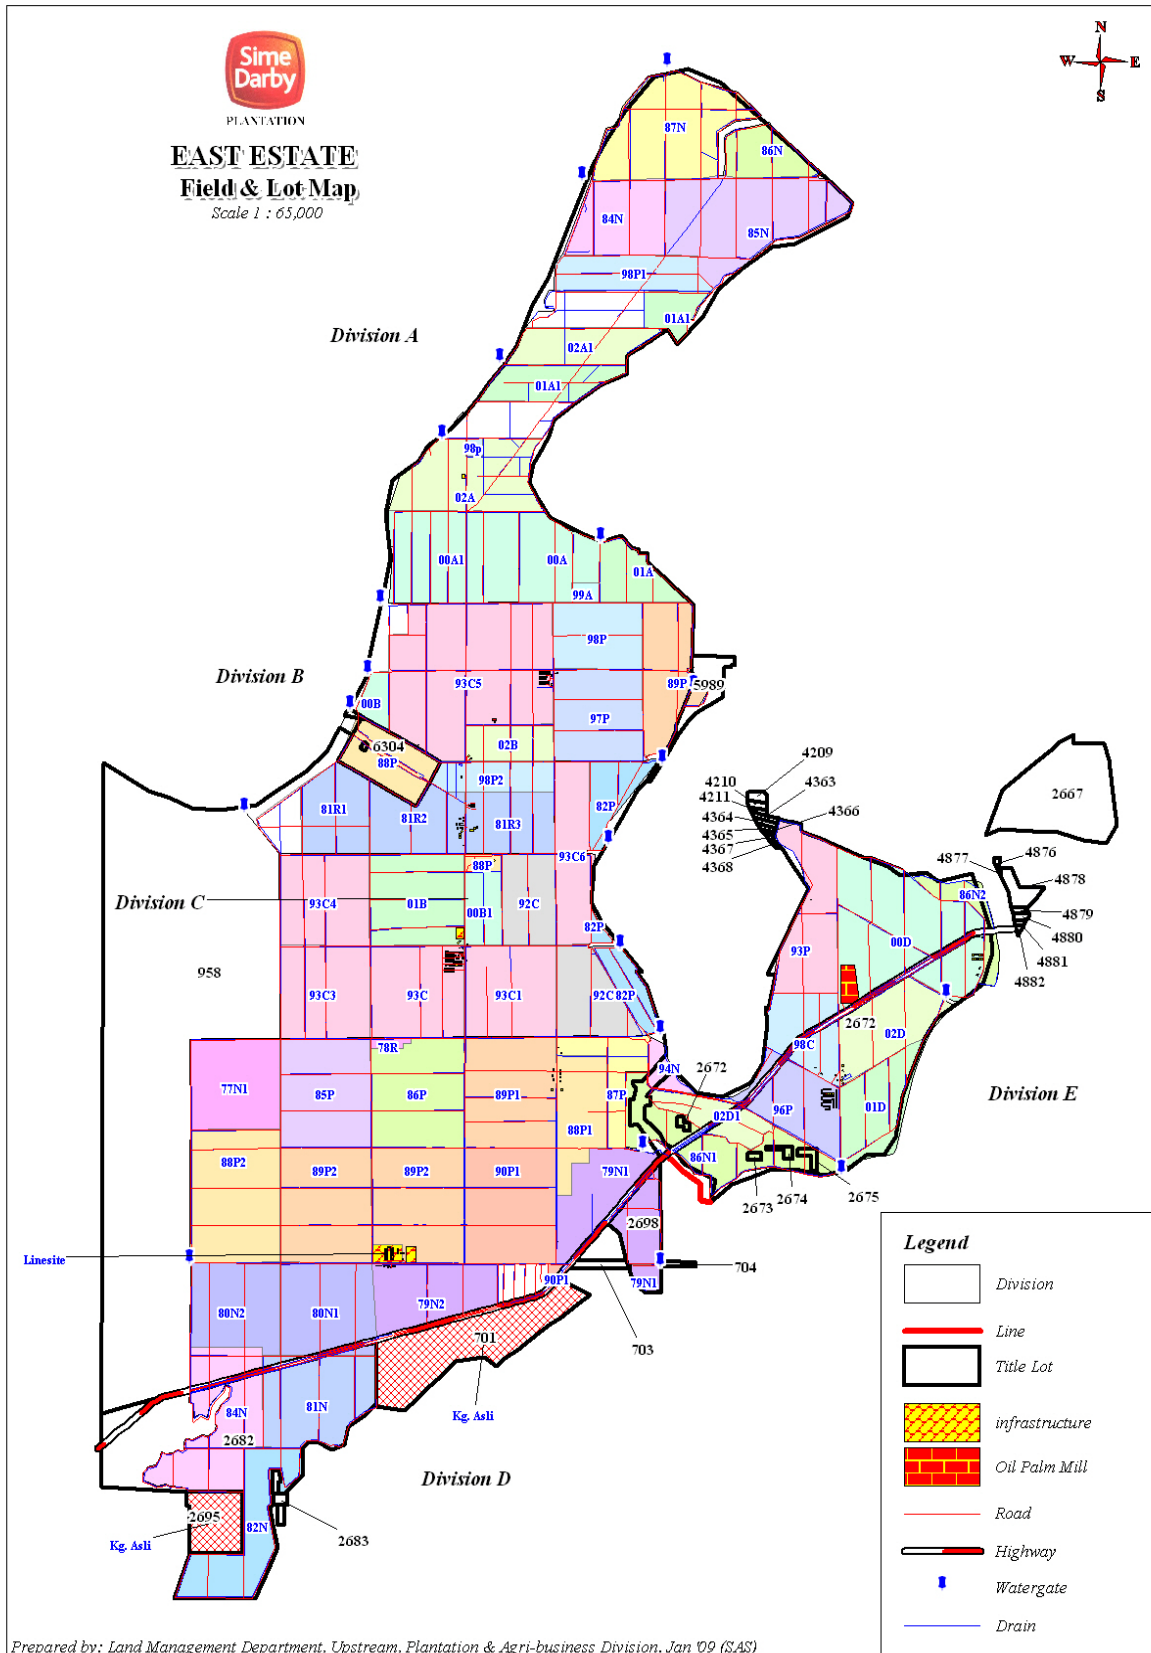 Sime
Darby
PLANTATION
EAST ESTATE
Field & Lot Map
Scale 1 : 65,000
N
W E
S
87N
86N
84N
85N
98P1
01A1
Division A
02A1
01A1
98p
02A
00A1
00A
01A
99A
98P
Division B
93C5
89P
5989
00B
97P
02B
6304
88P
98P2
4209
4210
4363
4211
4366
4364
4365
4367
4368
2667
81R1
81R2
81R3
82P
93C6
88P
4877
4876
4878
86N2
4879
4880
4881
4882
Division C
93C4
01B
00B1
92C
82P
00D
93P
958
93C3
93C
93C1
92C
82P
2672
02D
98C
78R
94N
2672
77N1
85P
86P
89P1
87P
02D1
96P
01D
Division E
88P1
88P2
89P2
89P2
90P1
79N1
86N1
2673
2674
2675
2698
Linesite
704
90P1
79N1
80N2
80N1
79N2
701
703
84N
81N
Kg. Asli
2682
Division D
2695
82N
2683
Kg. Asli
Legend
Division
Line
Title Lot
infrastructure
Oil Palm Mill
Road
Highway
Watergate
Drain
Prepared by: Land Management Department, Upstream, Plantation & Agri-business Division, Jan '09 (SAS)